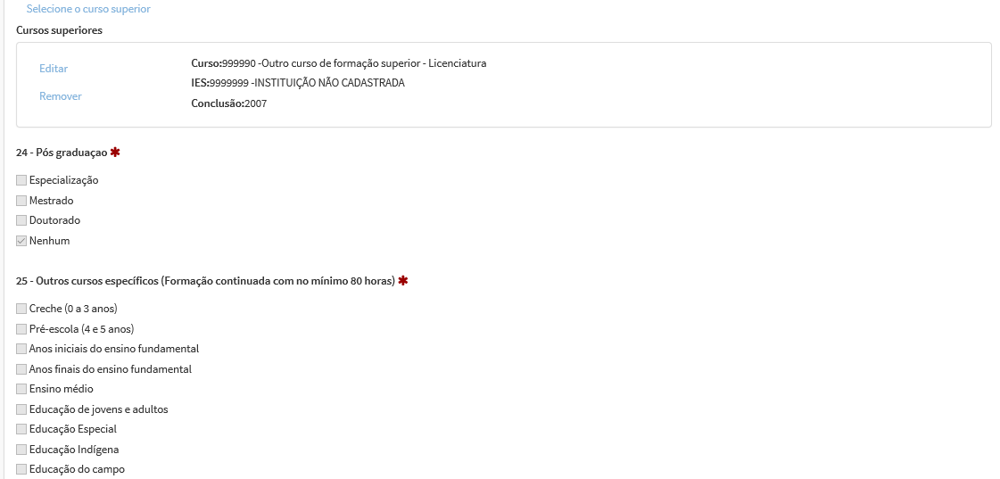 Selecione o curso superior
Cursos superiores
Editar
Curso:999990 -Outro curso de formação superior - Licenciatura
IES:9999999 -INSTITUIÇÃO NÃO CADASTRADA
Remover
Conclusão:2007
24 - Pós graduaçao ✱
Especialização
Mestrado
Doutorado
Nenhum
25 - Outros cursos específicos (Formação continuada com no mínimo 80 horas) ✱
Creche (0 a 3 anos)
Pré-escola (4 e 5 anos)
Anos iniciais do ensino fundamental
Anos finais do ensino fundamental
Ensino médio
Educação de jovens e adultos
Educação Especial
Educação Indígena
Educação do campo